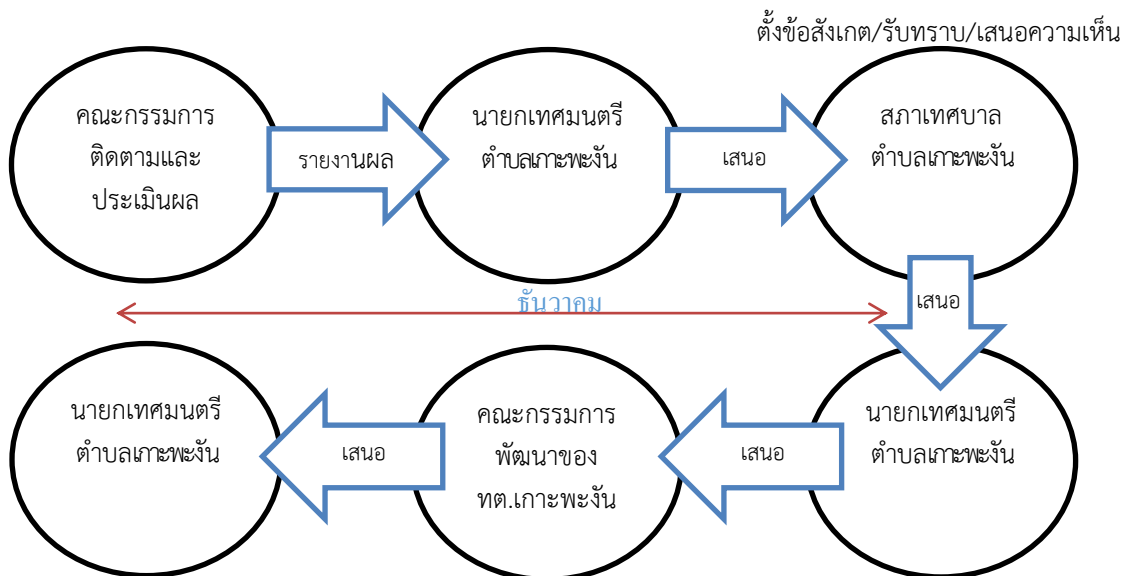 ตั้งข้อสังเกต/รับทราบ/เสนอความเห็น
คณะกรรมการ
ติดตามและ
ประเมินผล
รายงานผล
นายกเทศมนตรี
ตำบลเกาะพะงัน
เสนอ
สภาเทศบาล
ตำบลเกาะพะงัน
เสนอ
ธันวาคม
นายกเทศมนตรี
ตำบลเกาะพะงัน
เสนอ
คณะกรรมการ
พัฒนาของ
ทต.เกาะพะงัน
เสนอ
นายกเทศมนตรี
ตำบลเกาะพะงัน